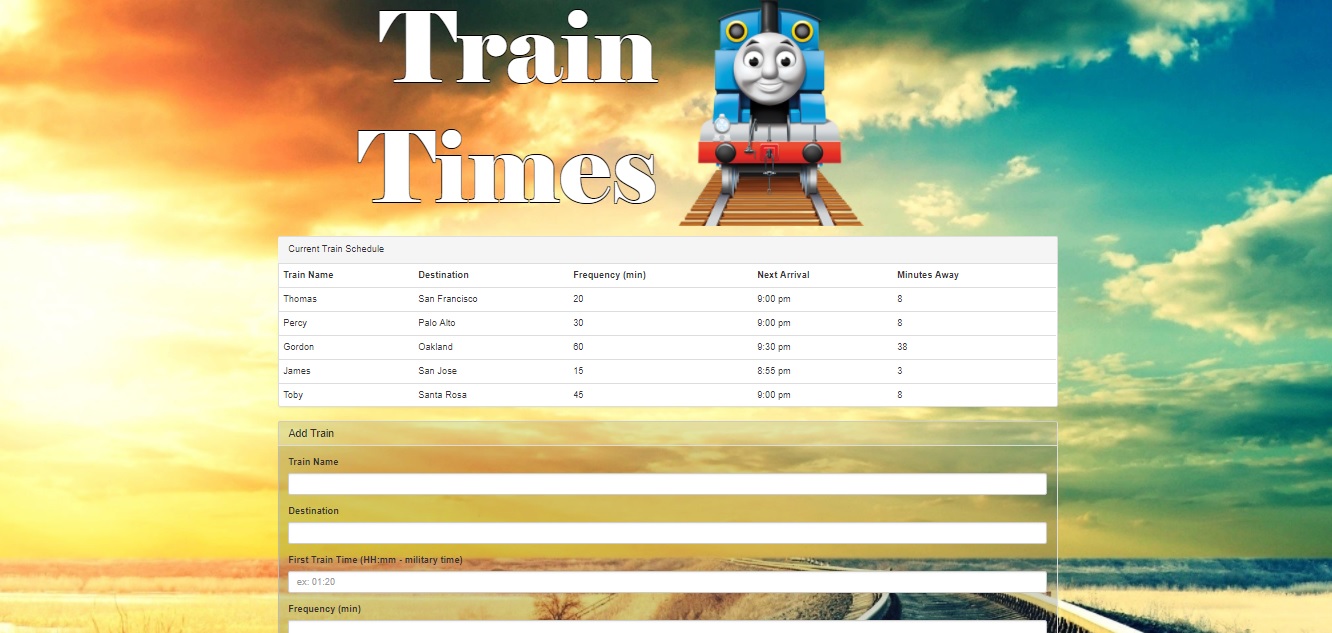 Train
Times
Current Train Schedule
Train Name Destination Frequency (min) Next Arrival Minutes Away
Thomas San Francisco 20 9:00 pm 8
Percy Palo Alto 30 9:00 pm 8
Gordon Oakland 60 9:30 pm 38
James San Jose 15 8:55 pm 3
Toby Santa Rosa 45 9:00 pm 8
Add Train
Train Name
Destination
First Train Time (HH:mm - military time)
ex: 01:20
Frequency (min)